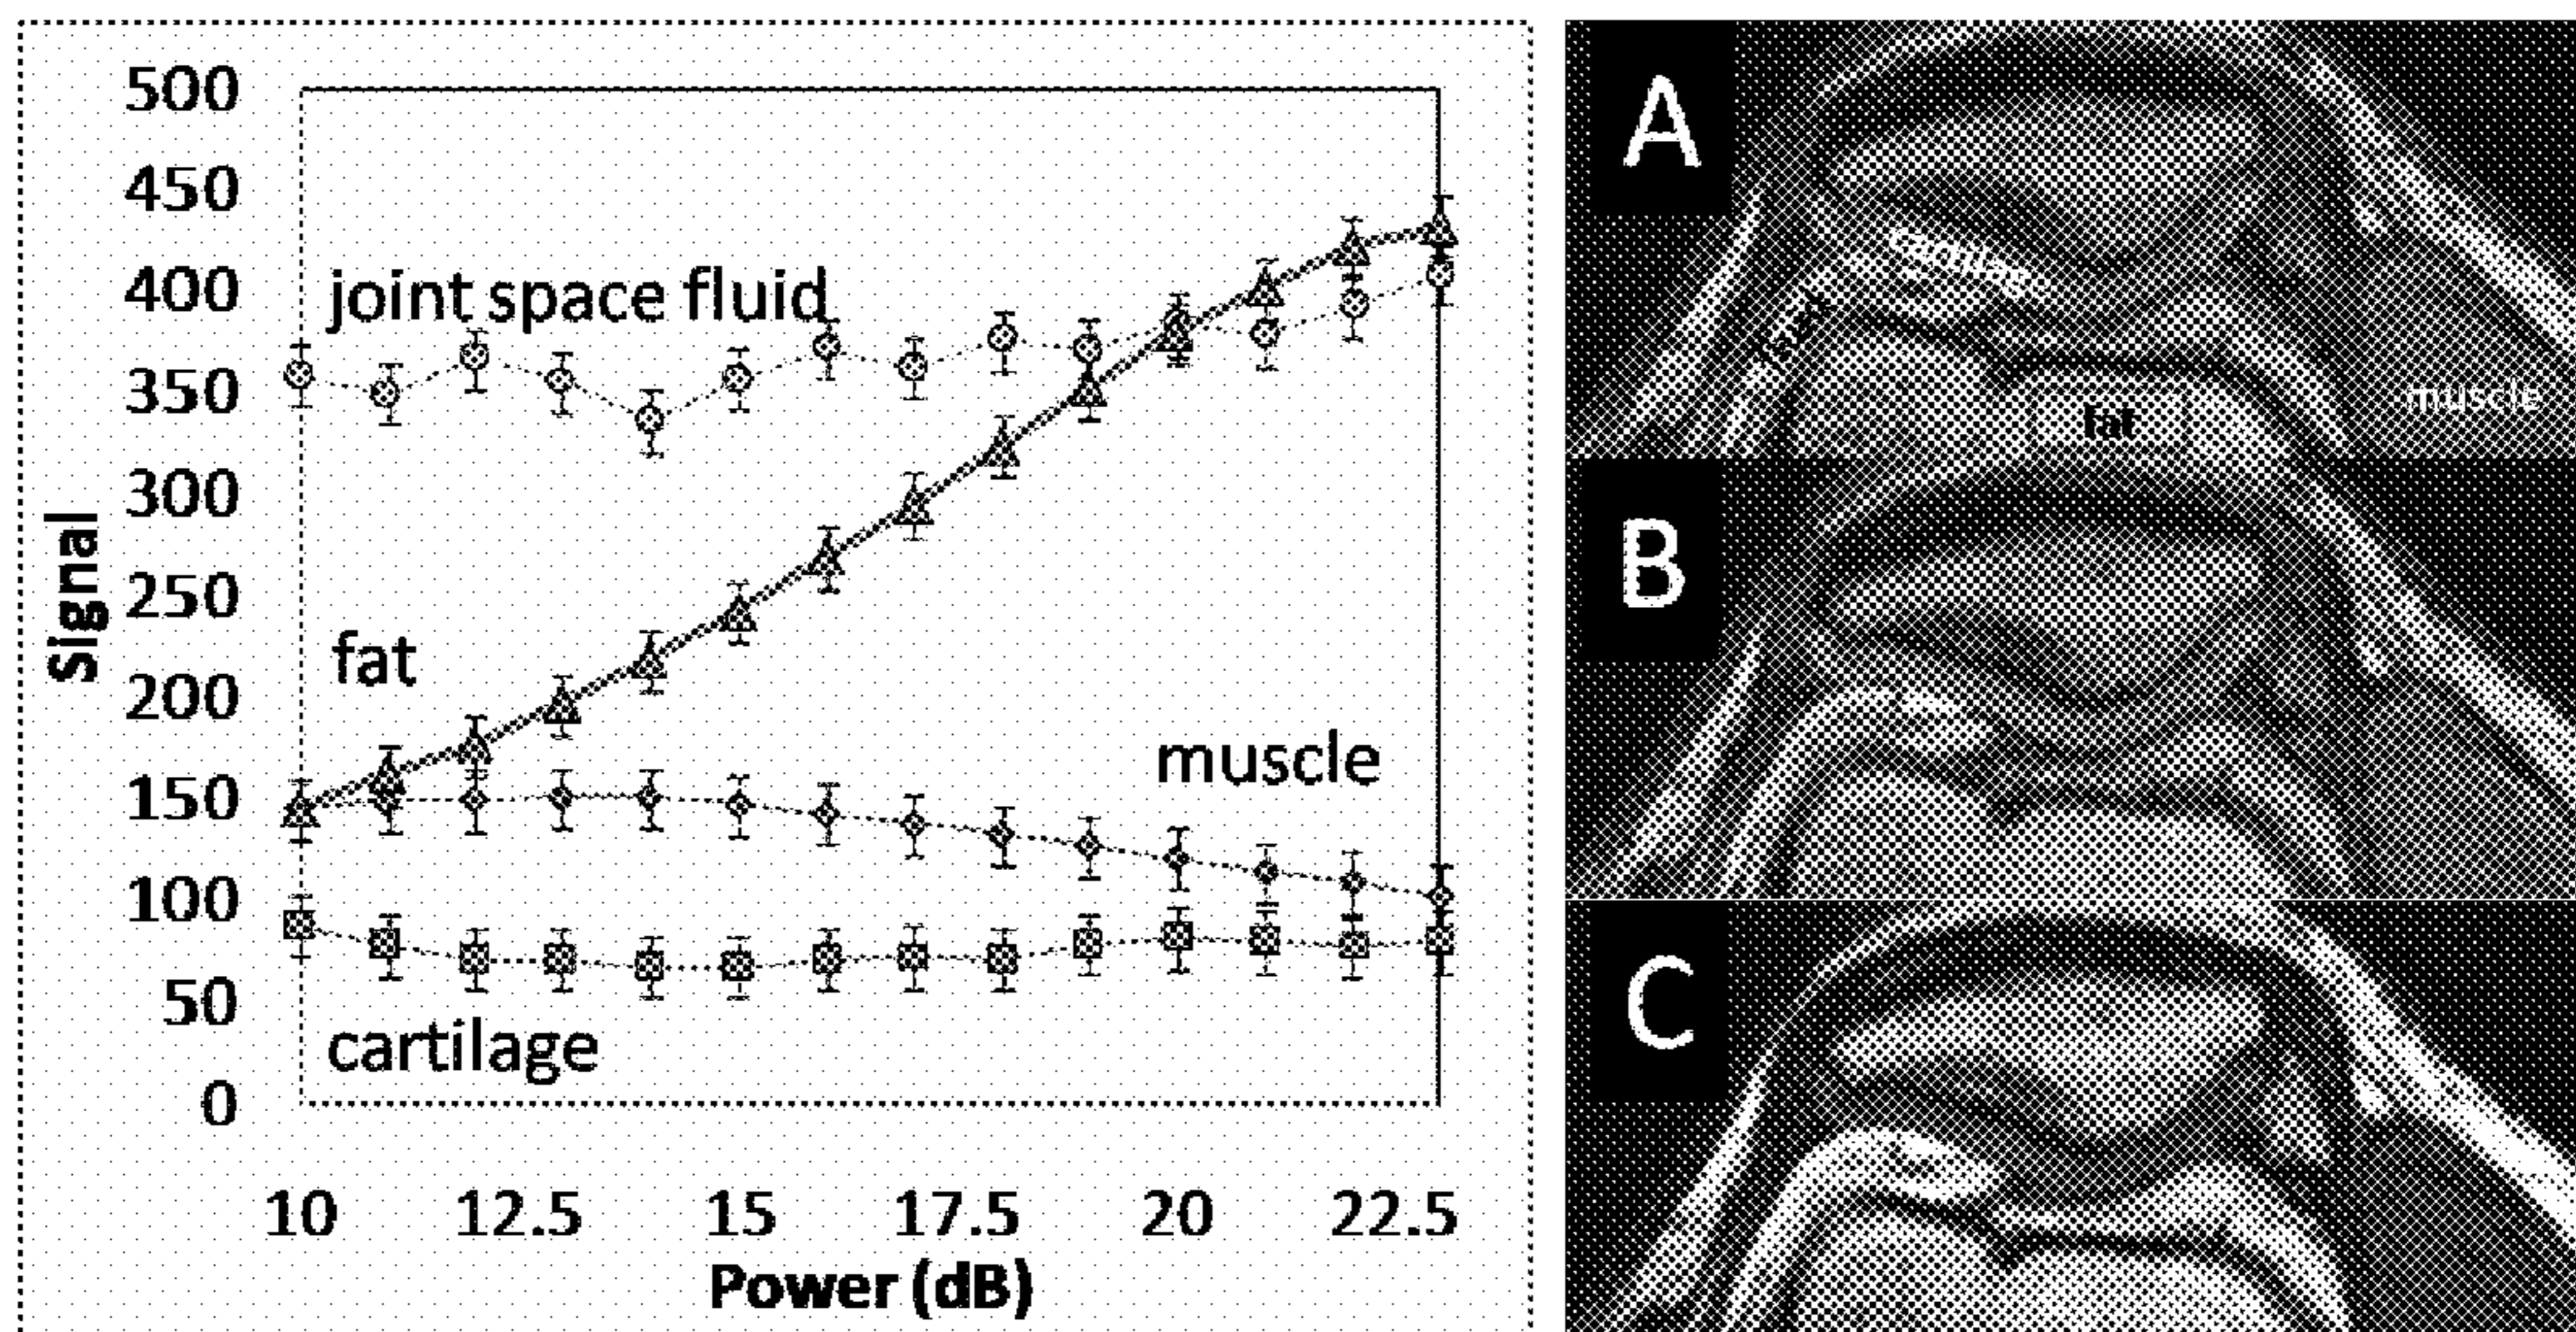 500
450
400
350
300
250
200
150
100
50
0
Signal
joint space fluid
fat
muscle
cartilage
10 12.5 15 17.5 20 22.5
Power (dB)
A
cartilage
fat
muscle
B
C